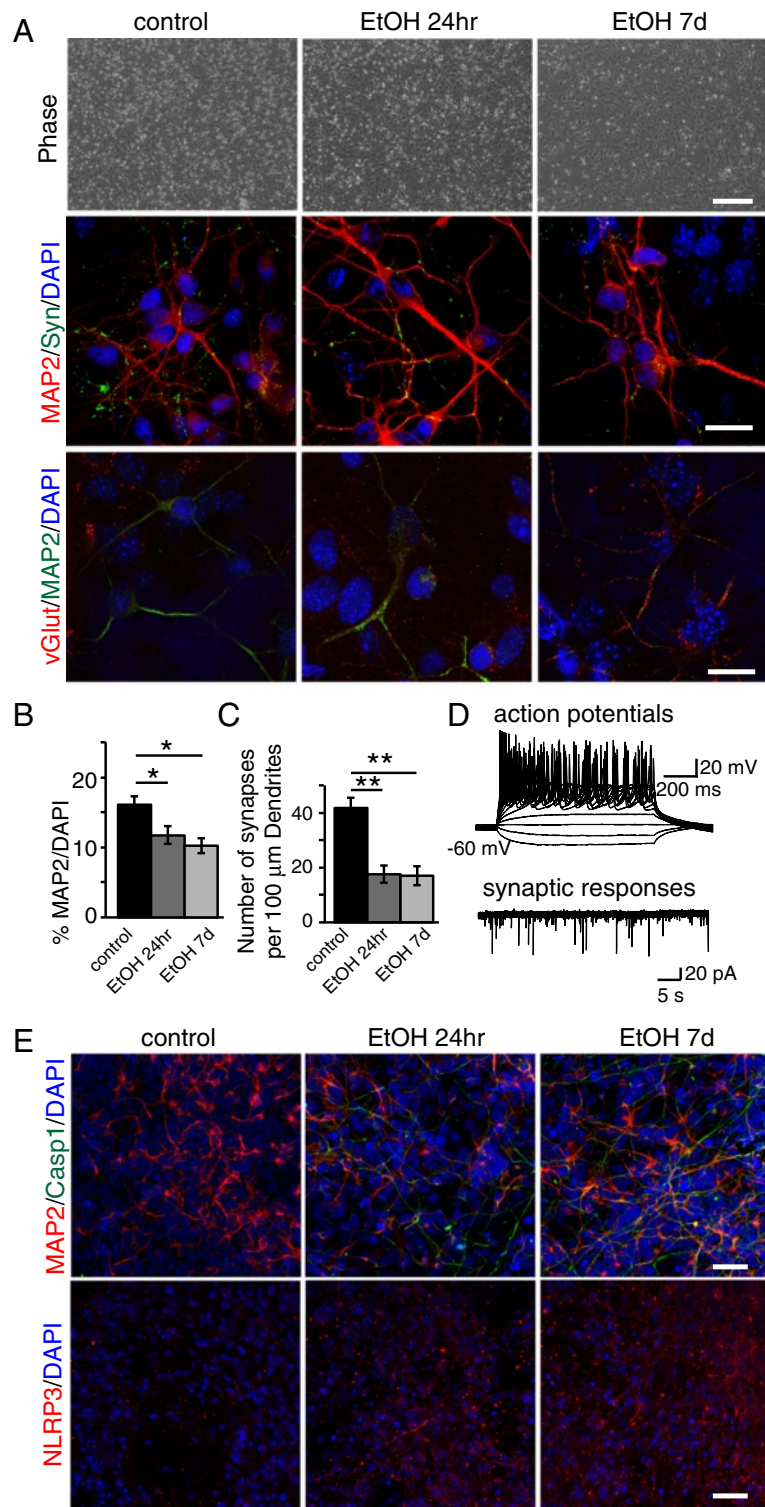 A
control EtOH 24hr EtOH 7d
Phase
MAP2/Syn/DAPI
vGlut/MAP2/DAPI
B
% MAP2/DAPI
20
10
0
* *
control
EtOH 24hr
EtOH 7d
C
Number of synapses
per 100 μm Dendrites
40
20
0
** **
control
EtOH 24hr
EtOH 7d
D
action potentials
20 mV
200 ms
-60 mV
synaptic responses
20 pA
5 s
E
control EtOH 24hr EtOH 7d
MAP2/Casp1/DAPI
NLRP3/DAPI